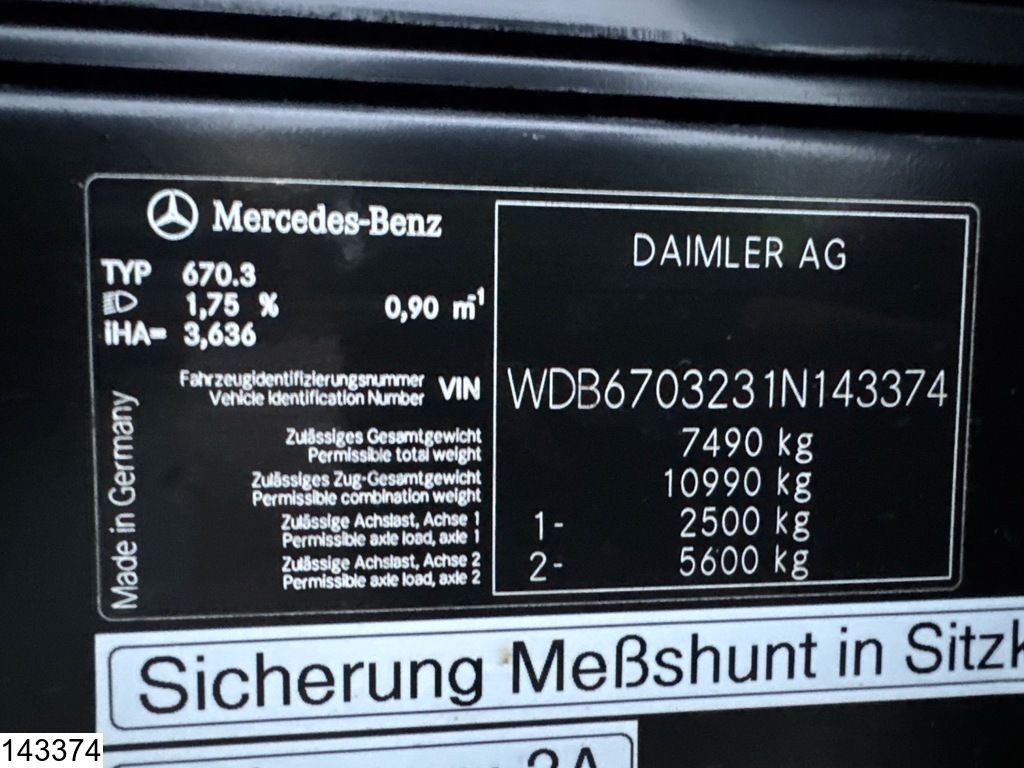 Mercedes-Benz
TYP 670.3
1,75 % 0,90 m¹
iHA= 3,636
DAIMLER AG
Fahrzeugidentifizierungsnummer
Vehicle Identification Number VIN WDB6703231N143374
Zulässiges Gesamtgewicht
Permissible total weight 7490 kg
Zulässiges Zug-Gesamtgewicht
Permissible combination weight 10990 kg
Zulässige Achslast, Achse 1
Permissible axle load, axle 1 1- 2500 kg
Zulässige Achslast, Achse 2
Permissible axle load, axle 2 2- 5600 kg
Made in Germany
Sicherung Meßshunt in Sitzk
143374